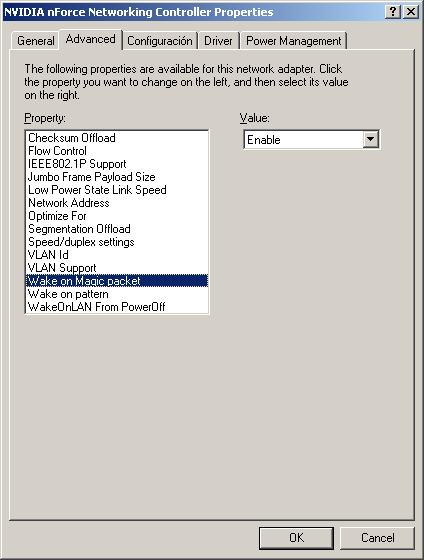 NVIDIA nForce Networking Controller Properties
General
Advanced
Configuración
Driver
Power Management
The following properties are available for this network adapter. Click
the property you want to change on the left, and then select its value
on the right.
Property:
Value:
Checksum Offload
Flow Control
IEEE802.1P Support
Jumbo Frame Payload Size
Low Power State Link Speed
Network Address
Optimize For
Segmentation Offload
Speed/duplex settings
VLAN Id
VLAN Support
Wake on Magic packet
Wake on pattern
WakeOnLAN From PowerOff
Enable
OK
Cancel